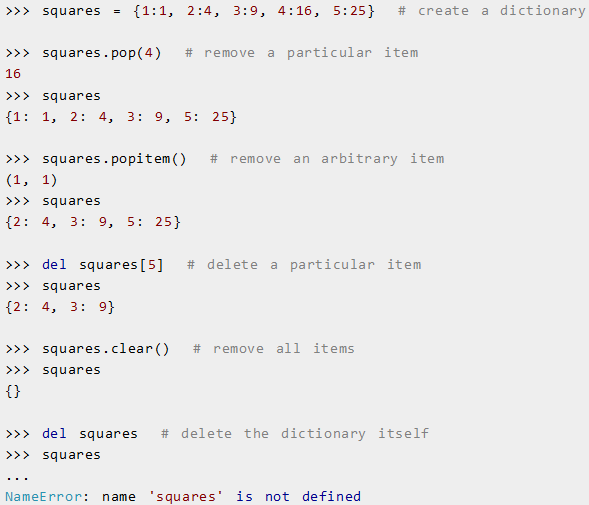 >>> squares = {1:1, 2:4, 3:9, 4:16, 5:25}  # create a dictionary
>>> squares.pop(4)  # remove a particular item
16
>>> squares
{1: 1, 2: 4, 3: 9, 5: 25}
>>> squares.popitem()  # remove an arbitrary item
(1, 1)
>>> squares
{2: 4, 3: 9, 5: 25}
>>> del squares[5]  # delete a particular item
>>> squares
{2: 4, 3: 9}
>>> squares.clear()  # remove all items
>>> squares
{}
>>> del squares  # delete the dictionary itself
>>> squares
...
NameError: name 'squares' is not defined